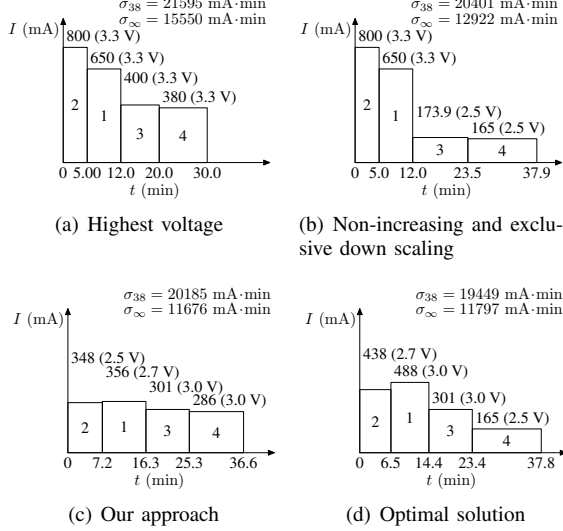 σ38 = 21595 mA·min
σ∞ = 15550 mA·min
I (mA)
800 (3.3 V)
650 (3.3 V)
400 (3.3 V)
380 (3.3 V)
2
1
3
4
0 5.00 12.0 20.0 30.0
t (min)
(a) Highest voltage
σ38 = 20401 mA·min
σ∞ = 12922 mA·min
I (mA)
800 (3.3 V)
650 (3.3 V)
173.9 (2.5 V)
165 (2.5 V)
2
1
3
4
0 5.0 12.0 23.5 37.9
t (min)
(b) Non-increasing and exclu-
sive down scaling
σ38 = 20185 mA·min
σ∞ = 11676 mA·min
I (mA)
348 (2.5 V)
356 (2.7 V)
301 (3.0 V)
286 (3.0 V)
2
1
3
4
0 7.2 16.3 25.3 36.6
t (min)
(c) Our approach
σ38 = 19449 mA·min
σ∞ = 11797 mA·min
I (mA)
438 (2.7 V)
488 (3.0 V)
301 (3.0 V)
165 (2.5 V)
2
1
3
4
0 6.5 14.4 23.4 37.8
t (min)
(d) Optimal solution